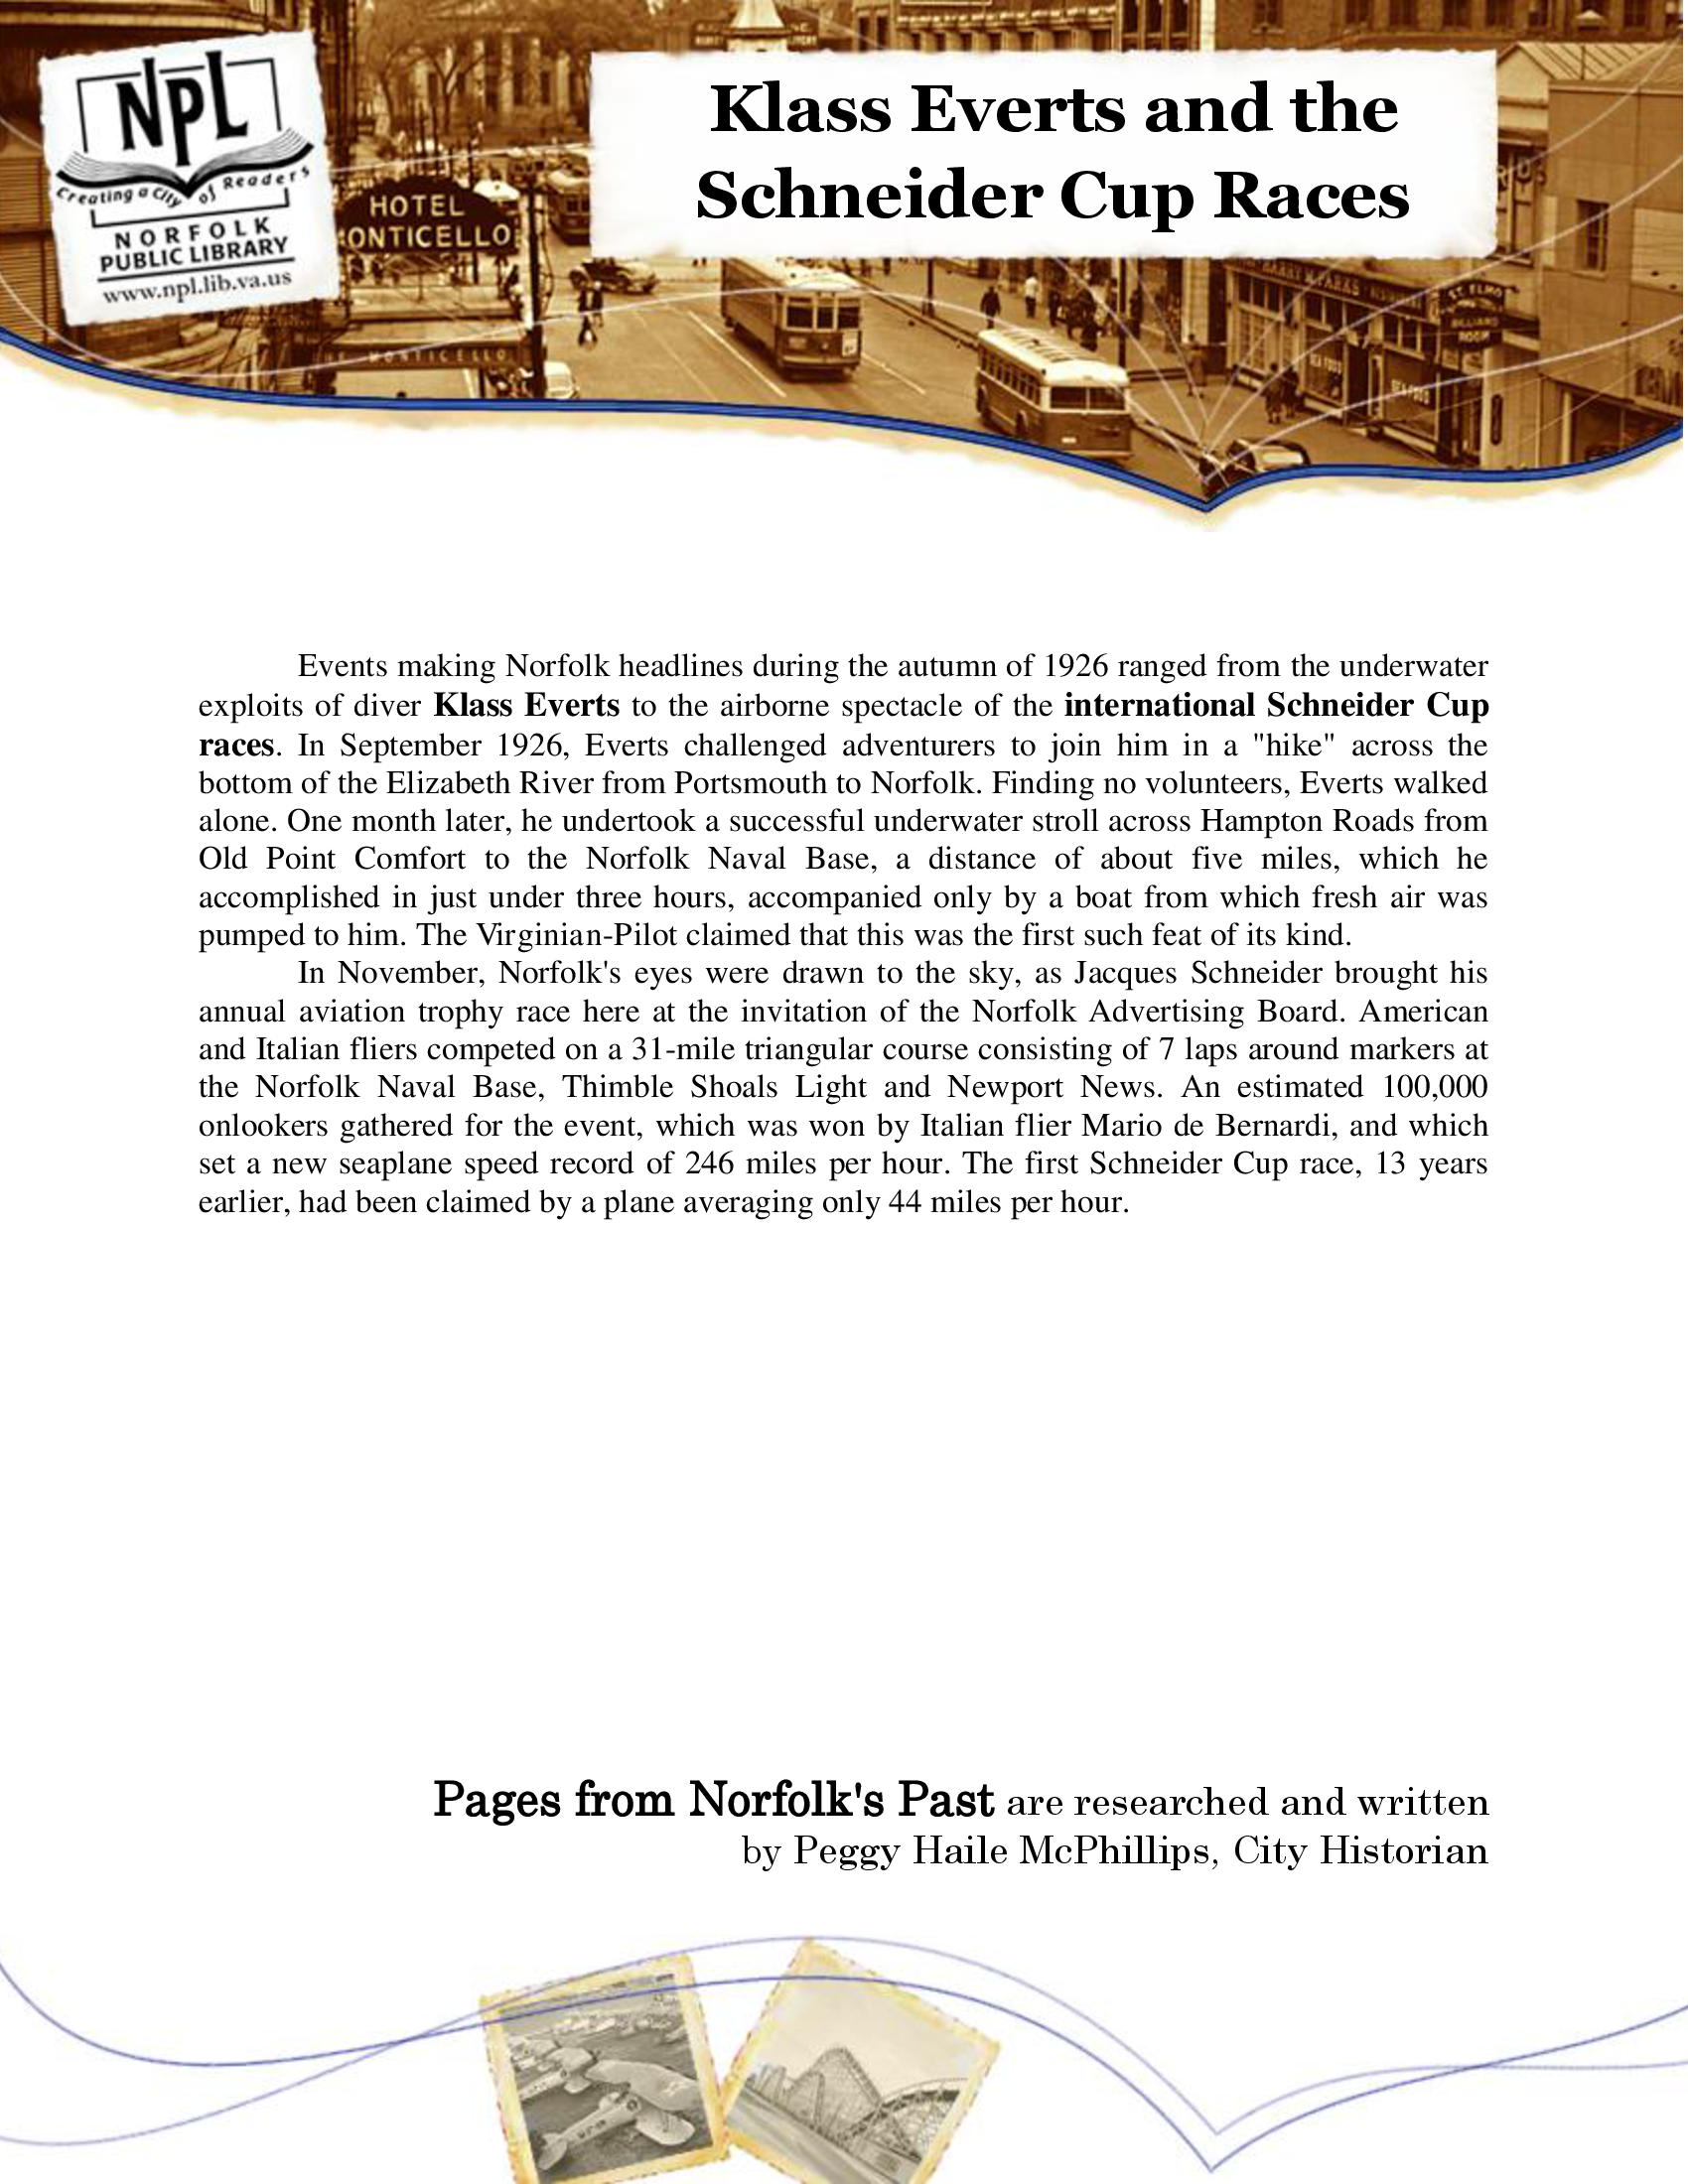 NPL
Creating a City of Readers
NORFOLK
PUBLIC LIBRARY
www.npl.lib.va.us
HOTEL
MONTICELLO
MONTICELLO
Klass Everts and the
Schneider Cup Races
ST. ELMO
BILLIARD
ROOM
SEA FOOD
SEA FOOD
Events making Norfolk headlines during the autumn of 1926 ranged from the underwater
exploits of diver Klass Everts to the airborne spectacle of the international Schneider Cup
races. In September 1926, Everts challenged adventurers to join him in a "hike" across the
bottom of the Elizabeth River from Portsmouth to Norfolk. Finding no volunteers, Everts walked
alone. One month later, he undertook a successful underwater stroll across Hampton Roads from
Old Point Comfort to the Norfolk Naval Base, a distance of about five miles, which he
accomplished in just under three hours, accompanied only by a boat from which fresh air was
pumped to him. The Virginian-Pilot claimed that this was the first such feat of its kind.
In November, Norfolk's eyes were drawn to the sky, as Jacques Schneider brought his
annual aviation trophy race here at the invitation of the Norfolk Advertising Board. American
and Italian fliers competed on a 31-mile triangular course consisting of 7 laps around markers at
the Norfolk Naval Base, Thimble Shoals Light and Newport News. An estimated 100,000
onlookers gathered for the event, which was won by Italian flier Mario de Bernardi, and which
set a new seaplane speed record of 246 miles per hour. The first Schneider Cup race, 13 years
earlier, had been claimed by a plane averaging only 44 miles per hour.
Pages from Norfolk's Past are researched and written
by Peggy Haile McPhillips, City Historian